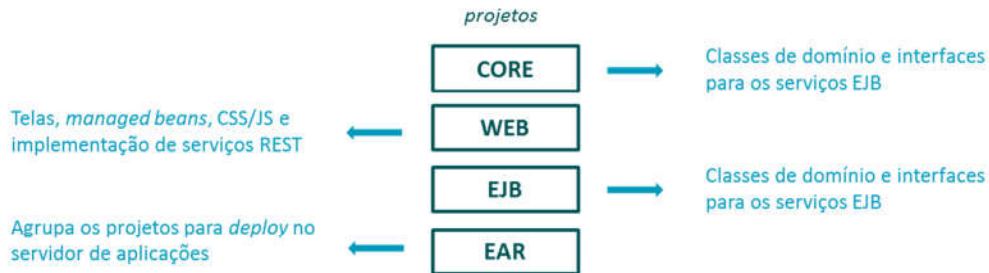 projetos
CORE
Classes de domínio e interfaces
para os serviços EJB
Telas, managed beans, CSS/JS e
implementação de serviços REST
WEB
EJB
Classes de domínio e interfaces
para os serviços EJB
Agrupa os projetos para deploy no
servidor de aplicações
EAR